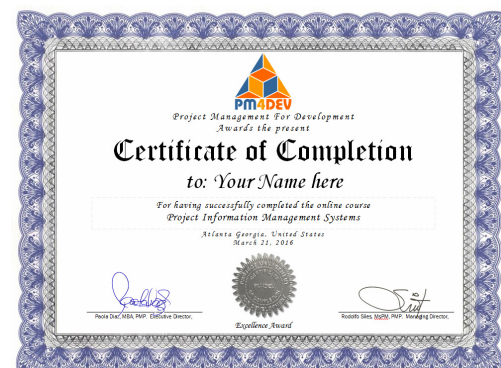 PM4DEV
Project Management For Development
Awards the present
Certificate of Completion
to: Your Name here
For having successfully completed the online course
Project Information Management Systems
Atlanta Georgia, United States
March 21, 2016
Paola Diaz, MBA, PMP. Executive Director,
Rodolfo Siles, MsPM, PMP. Managing Director,
Excellence Award